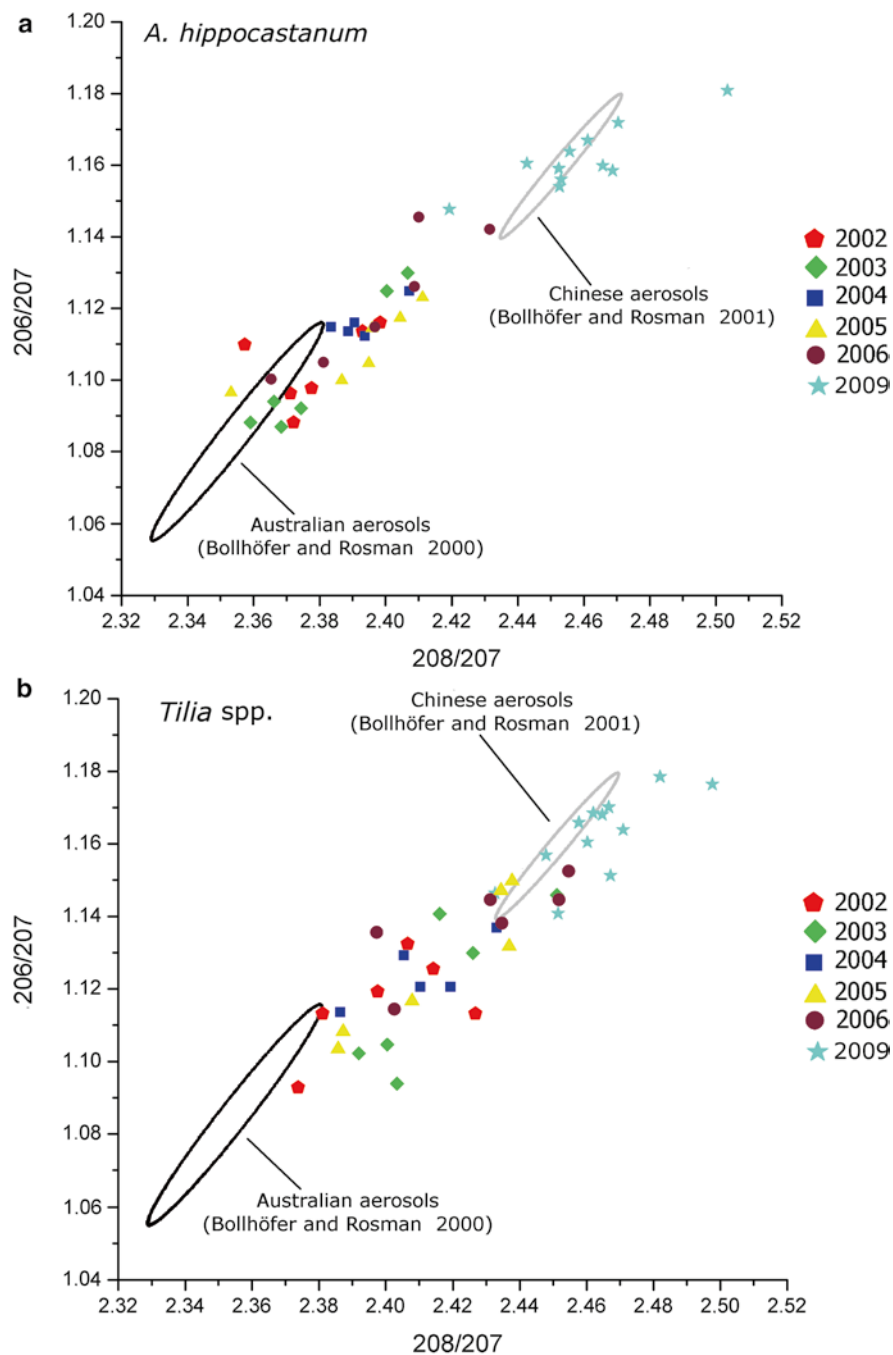 a
A. hippocastanum
1.20
1.18
1.16
1.14
1.12
1.10
1.08
1.06
1.04
206/207
Chinese aerosols
(Bollhöfer and Rosman 2001)
Australian aerosols
(Bollhöfer and Rosman 2000)
2002
2003
2004
2005
2006
2009
2.32 2.34 2.36 2.38 2.40 2.42 2.44 2.46 2.48 2.50 2.52
208/207
b
Tilia spp.
Chinese aerosols
(Bollhöfer and Rosman 2001)
1.20
1.18
1.16
1.14
1.12
1.10
1.08
1.06
1.04
206/207
Australian aerosols
(Bollhöfer and Rosman 2000)
2002
2003
2004
2005
2006
2009
2.32 2.34 2.36 2.38 2.40 2.42 2.44 2.46 2.48 2.50 2.52
208/207